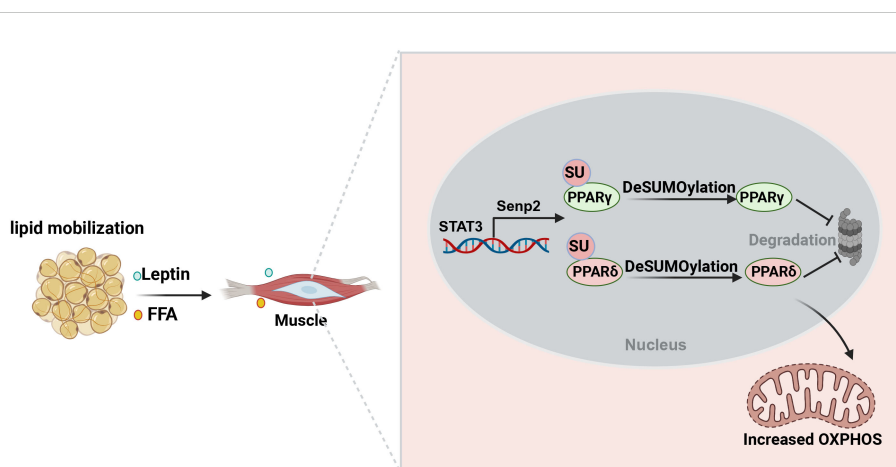 lipid mobilization
Leptin
FFA
Muscle
STAT3
Senp2
SU
PPARγ
DeSUMOylation
PPARγ
SU
PPARδ
DeSUMOylation
PPARδ
Degradation
Nucleus
Increased OXPHOS